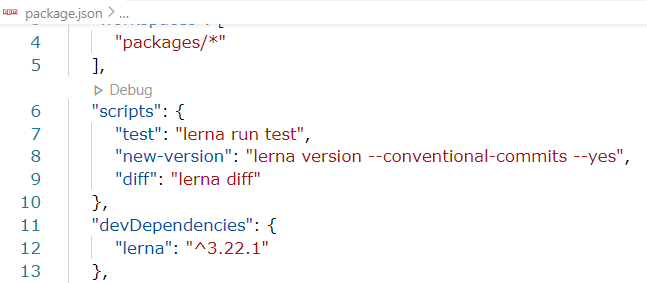 package.json > ...
3 "workspaces": [
4 "packages/*"
5 ],
Debug
6 "scripts": {
7 "test": "lerna run test",
8 "new-version": "lerna version --conventional-commits --yes",
9 "diff": "lerna diff"
10 },
11 "devDependencies": {
12 "lerna": "^3.22.1"
13 },